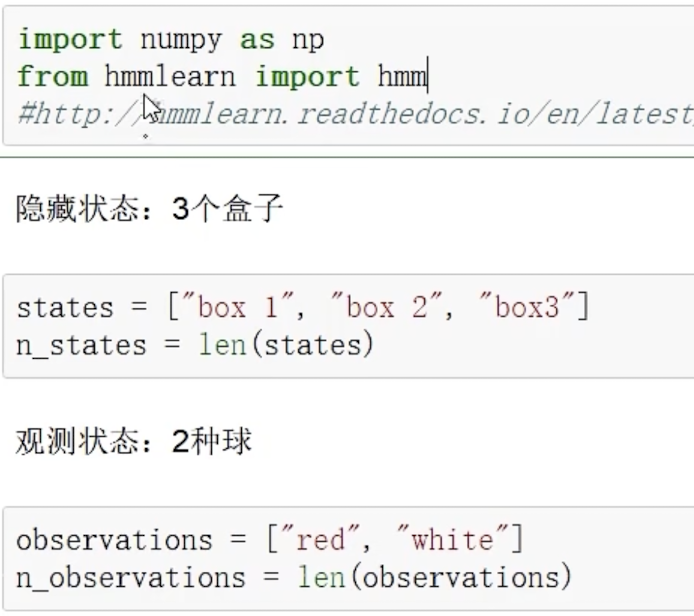 import numpy as np
from hmmlearn import hmm
#http://hmmlearn.readthedocs.io/en/latest
隐藏状态：3个盒子
states = ["box 1", "box 2", "box3"]
n_states = len(states)
观测状态：2种球
observations = ["red", "white"]
n_observations = len(observations)